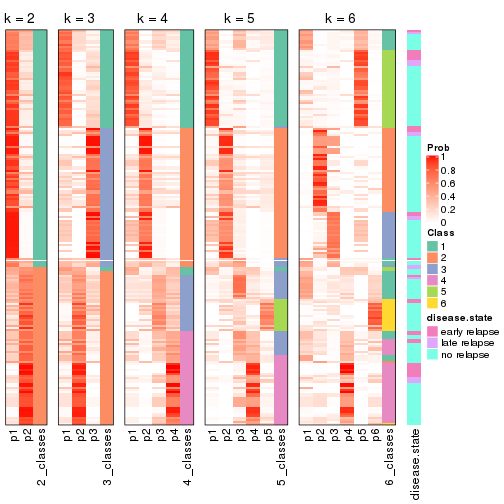 k = 2
k = 3
k = 4
k = 5
k = 6
Prob
1
0.8
0.6
0.4
0.2
0
Class
1
2
3
4
5
6
disease.state
early relapse
late relapse
no relapse
p1
p2
2_classes
p1
p2
p3
3_classes
p1
p2
p3
p4
4_classes
p1
p2
p3
p4
p5
5_classes
p1
p2
p3
p4
p5
p6
6_classes
disease.state